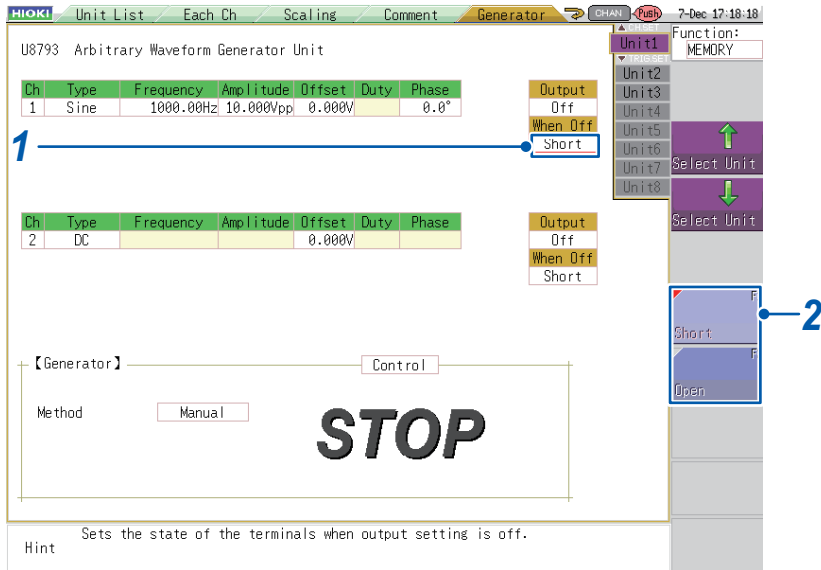 HIOKI Unit List Each Ch Scaling Comment Generator CHAN Push 7-Dec 17:18:18
▲CH.SET
Function:
MEMORY
U8793 Arbitrary Waveform Generator Unit
Unit1
▼TRIG SET
Unit2
Unit3
Unit4
Unit5
Unit6
Unit7
Unit8
Select Unit
Select Unit
Ch Type Frequency Amplitude Offset Duty Phase
1 Sine 1000.00Hz 10.000Vpp 0.000V 0.0°
Output
Off
When Off
Short
1
Ch Type Frequency Amplitude Offset Duty Phase
2 DC 0.000V
Output
Off
When Off
Short
F
Short
F
Open
2
【Generator】 Control
Method Manual
STOP
Hint Sets the state of the terminals when output setting is off.